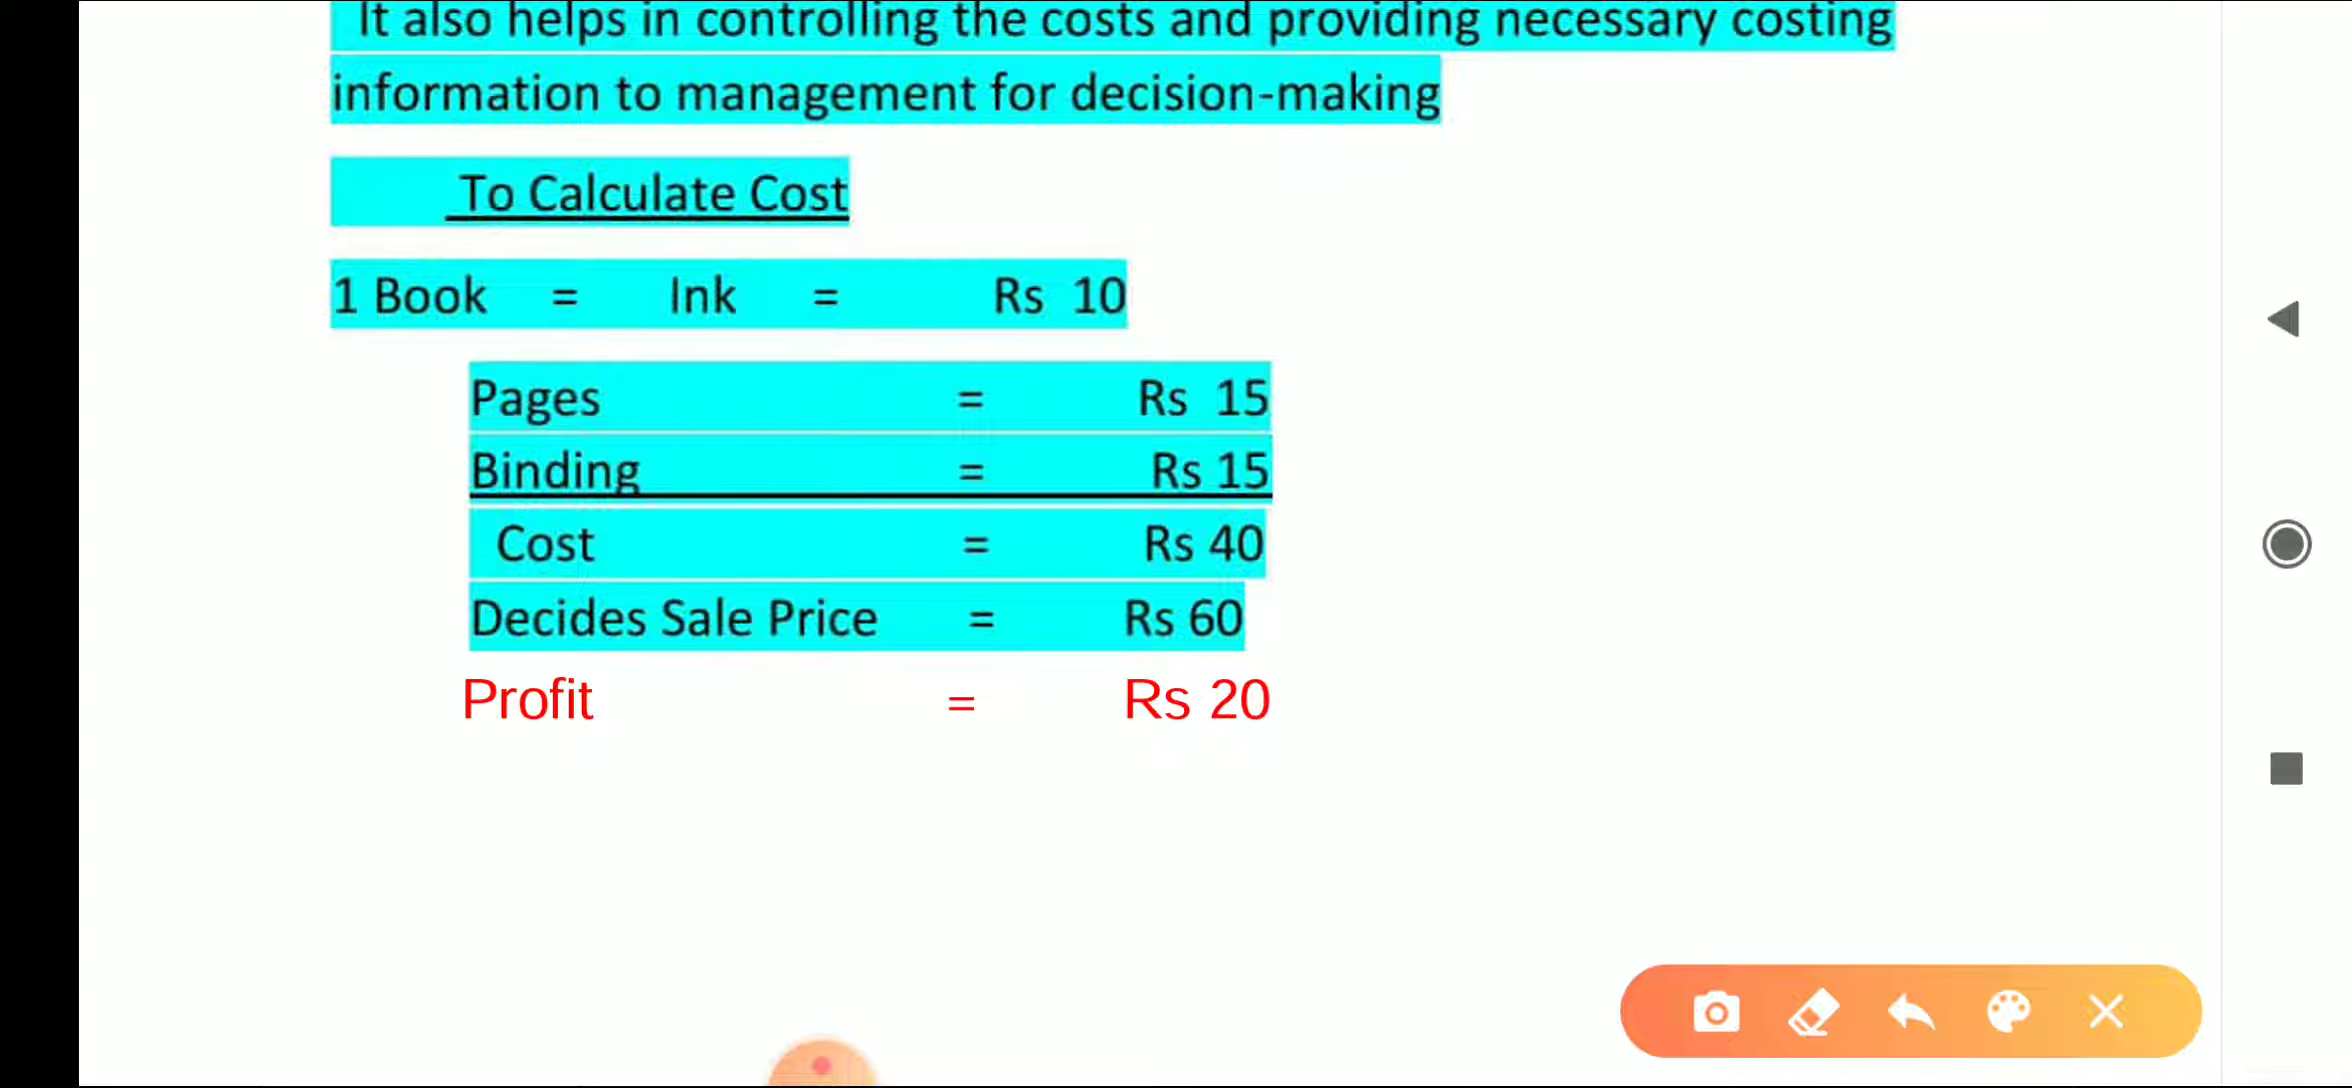 It also helps in controlling the costs and providing necessary costing
information to management for decision-making
To Calculate Cost
1 Book = Ink = Rs 10
Pages = Rs 15
Binding = Rs 15
Cost = Rs 40
Decides Sale Price = Rs 60
Profit = Rs 20